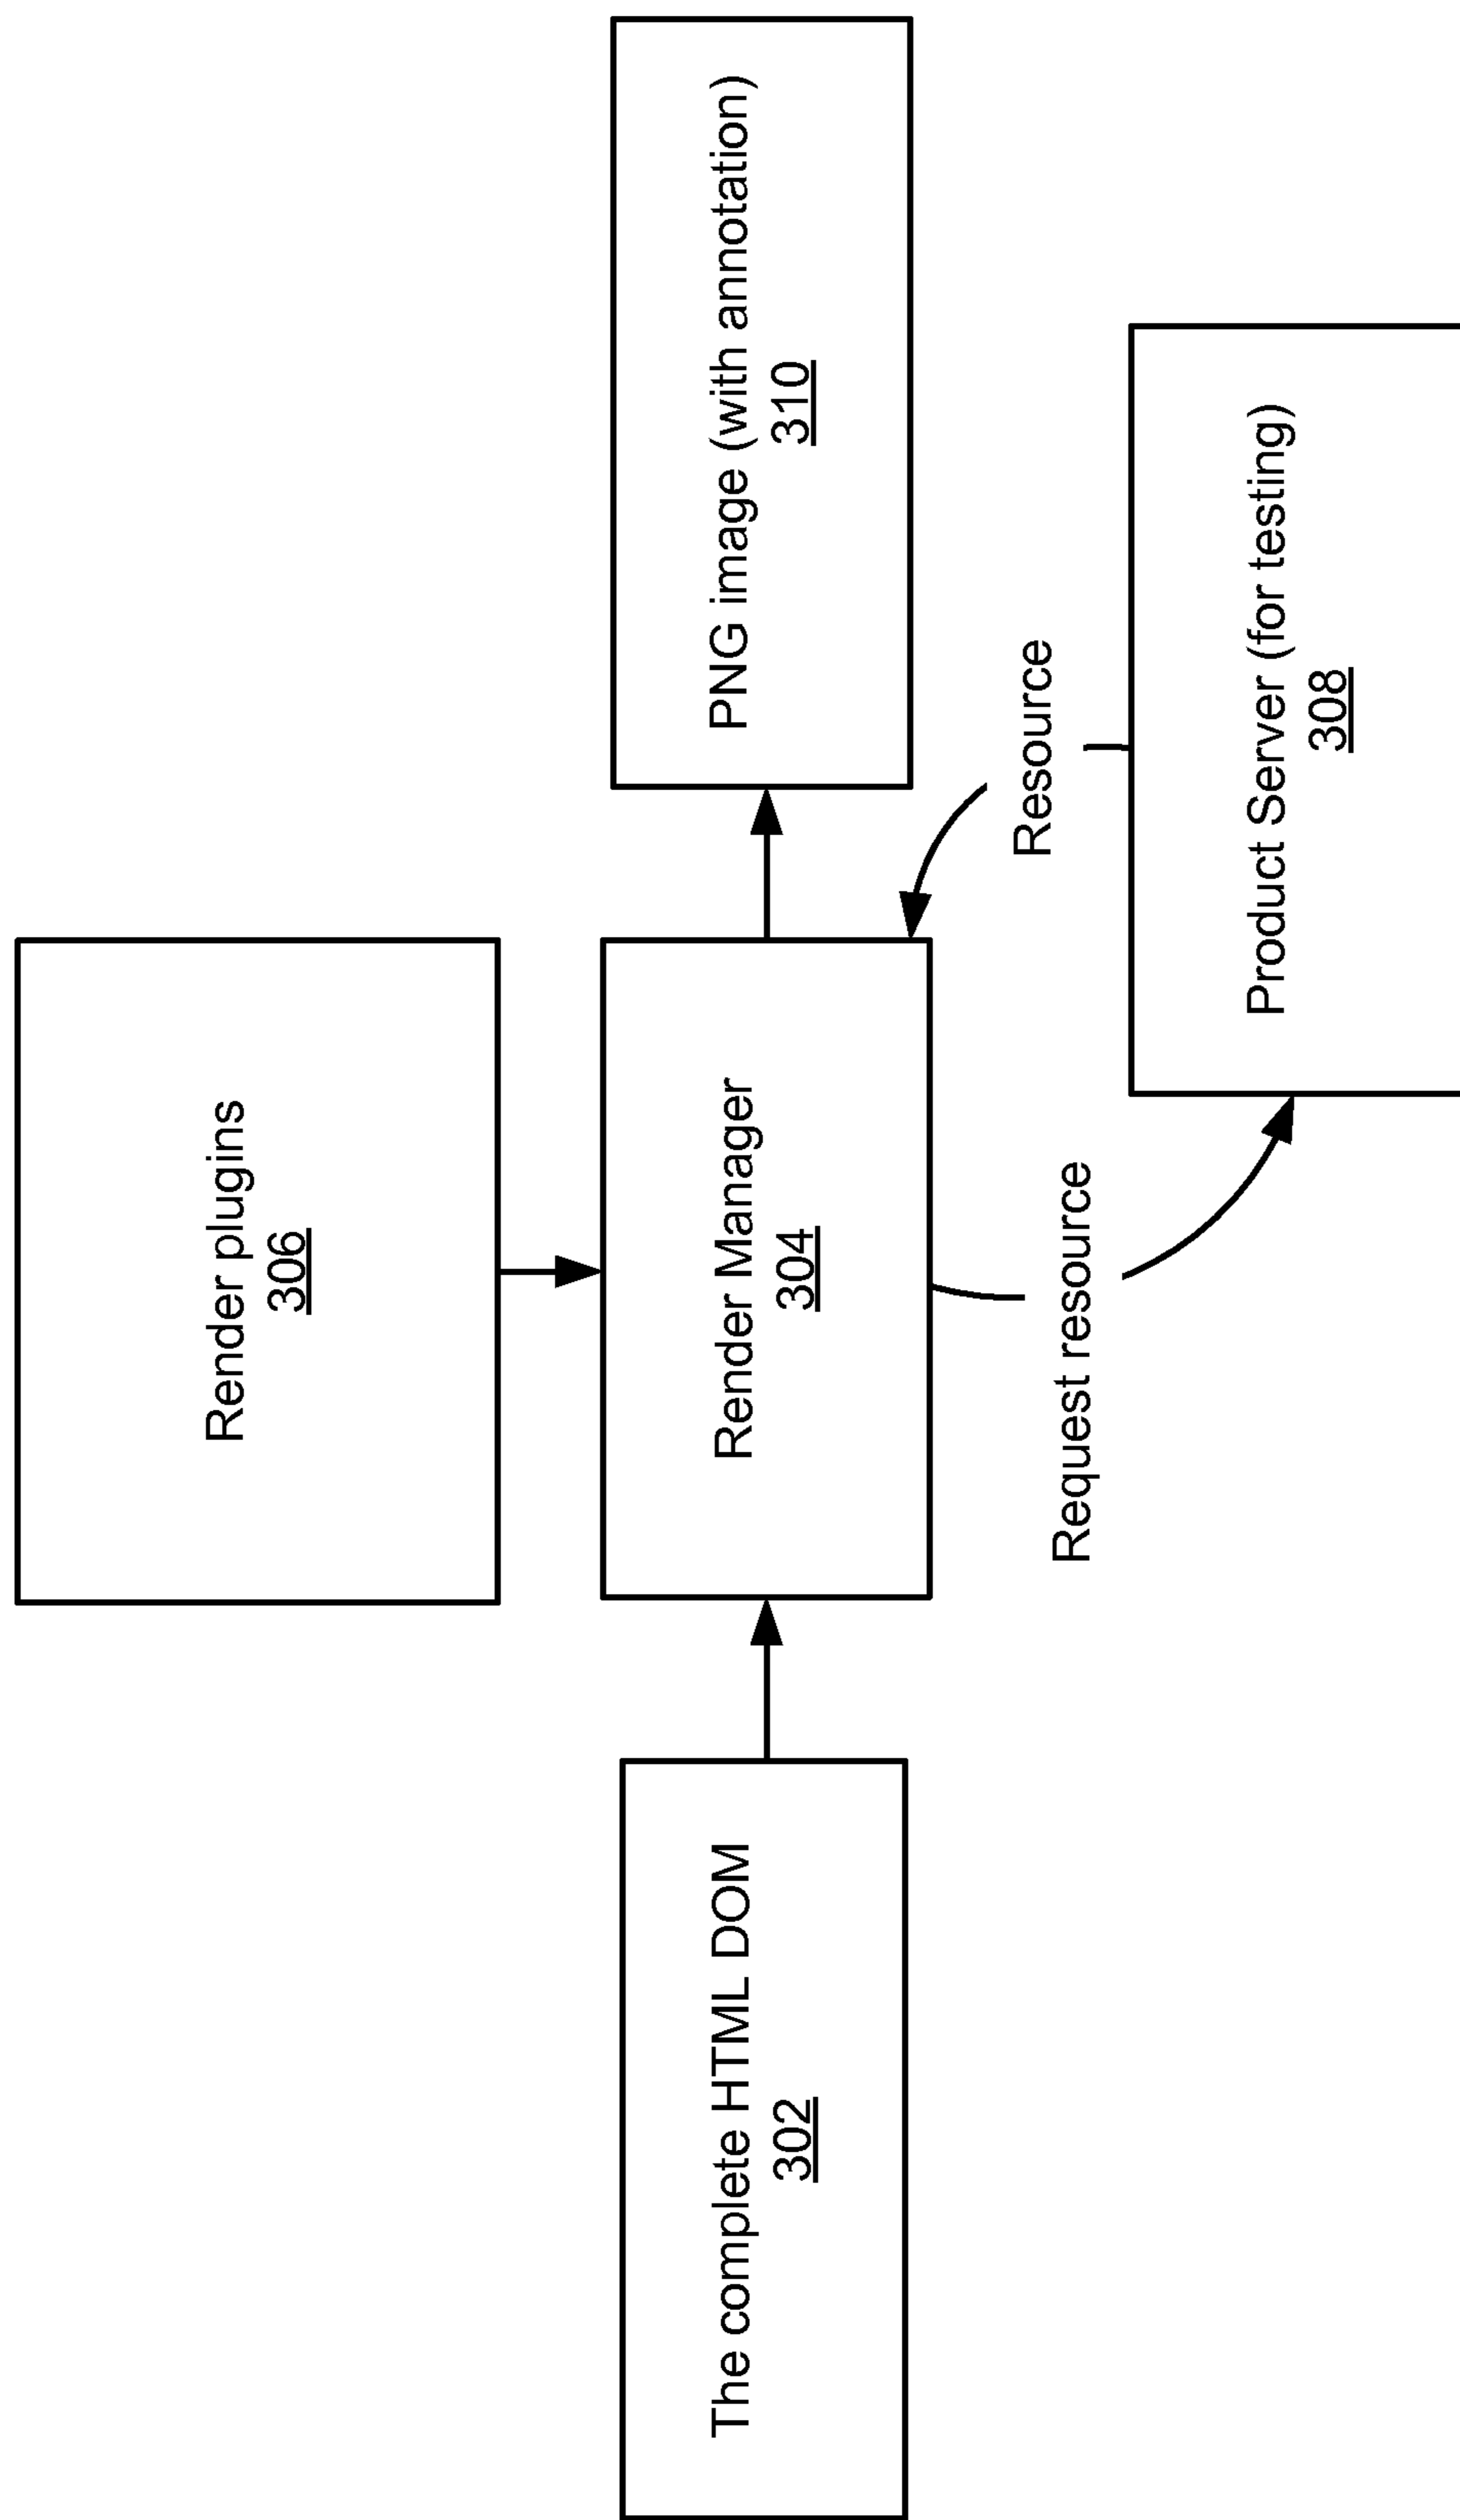 Render plugins
306
The complete HTML DOM
302
Render Manager
304
PNG image (with annotation)
310
Request resource
Resource
Product Server (for testing)
308